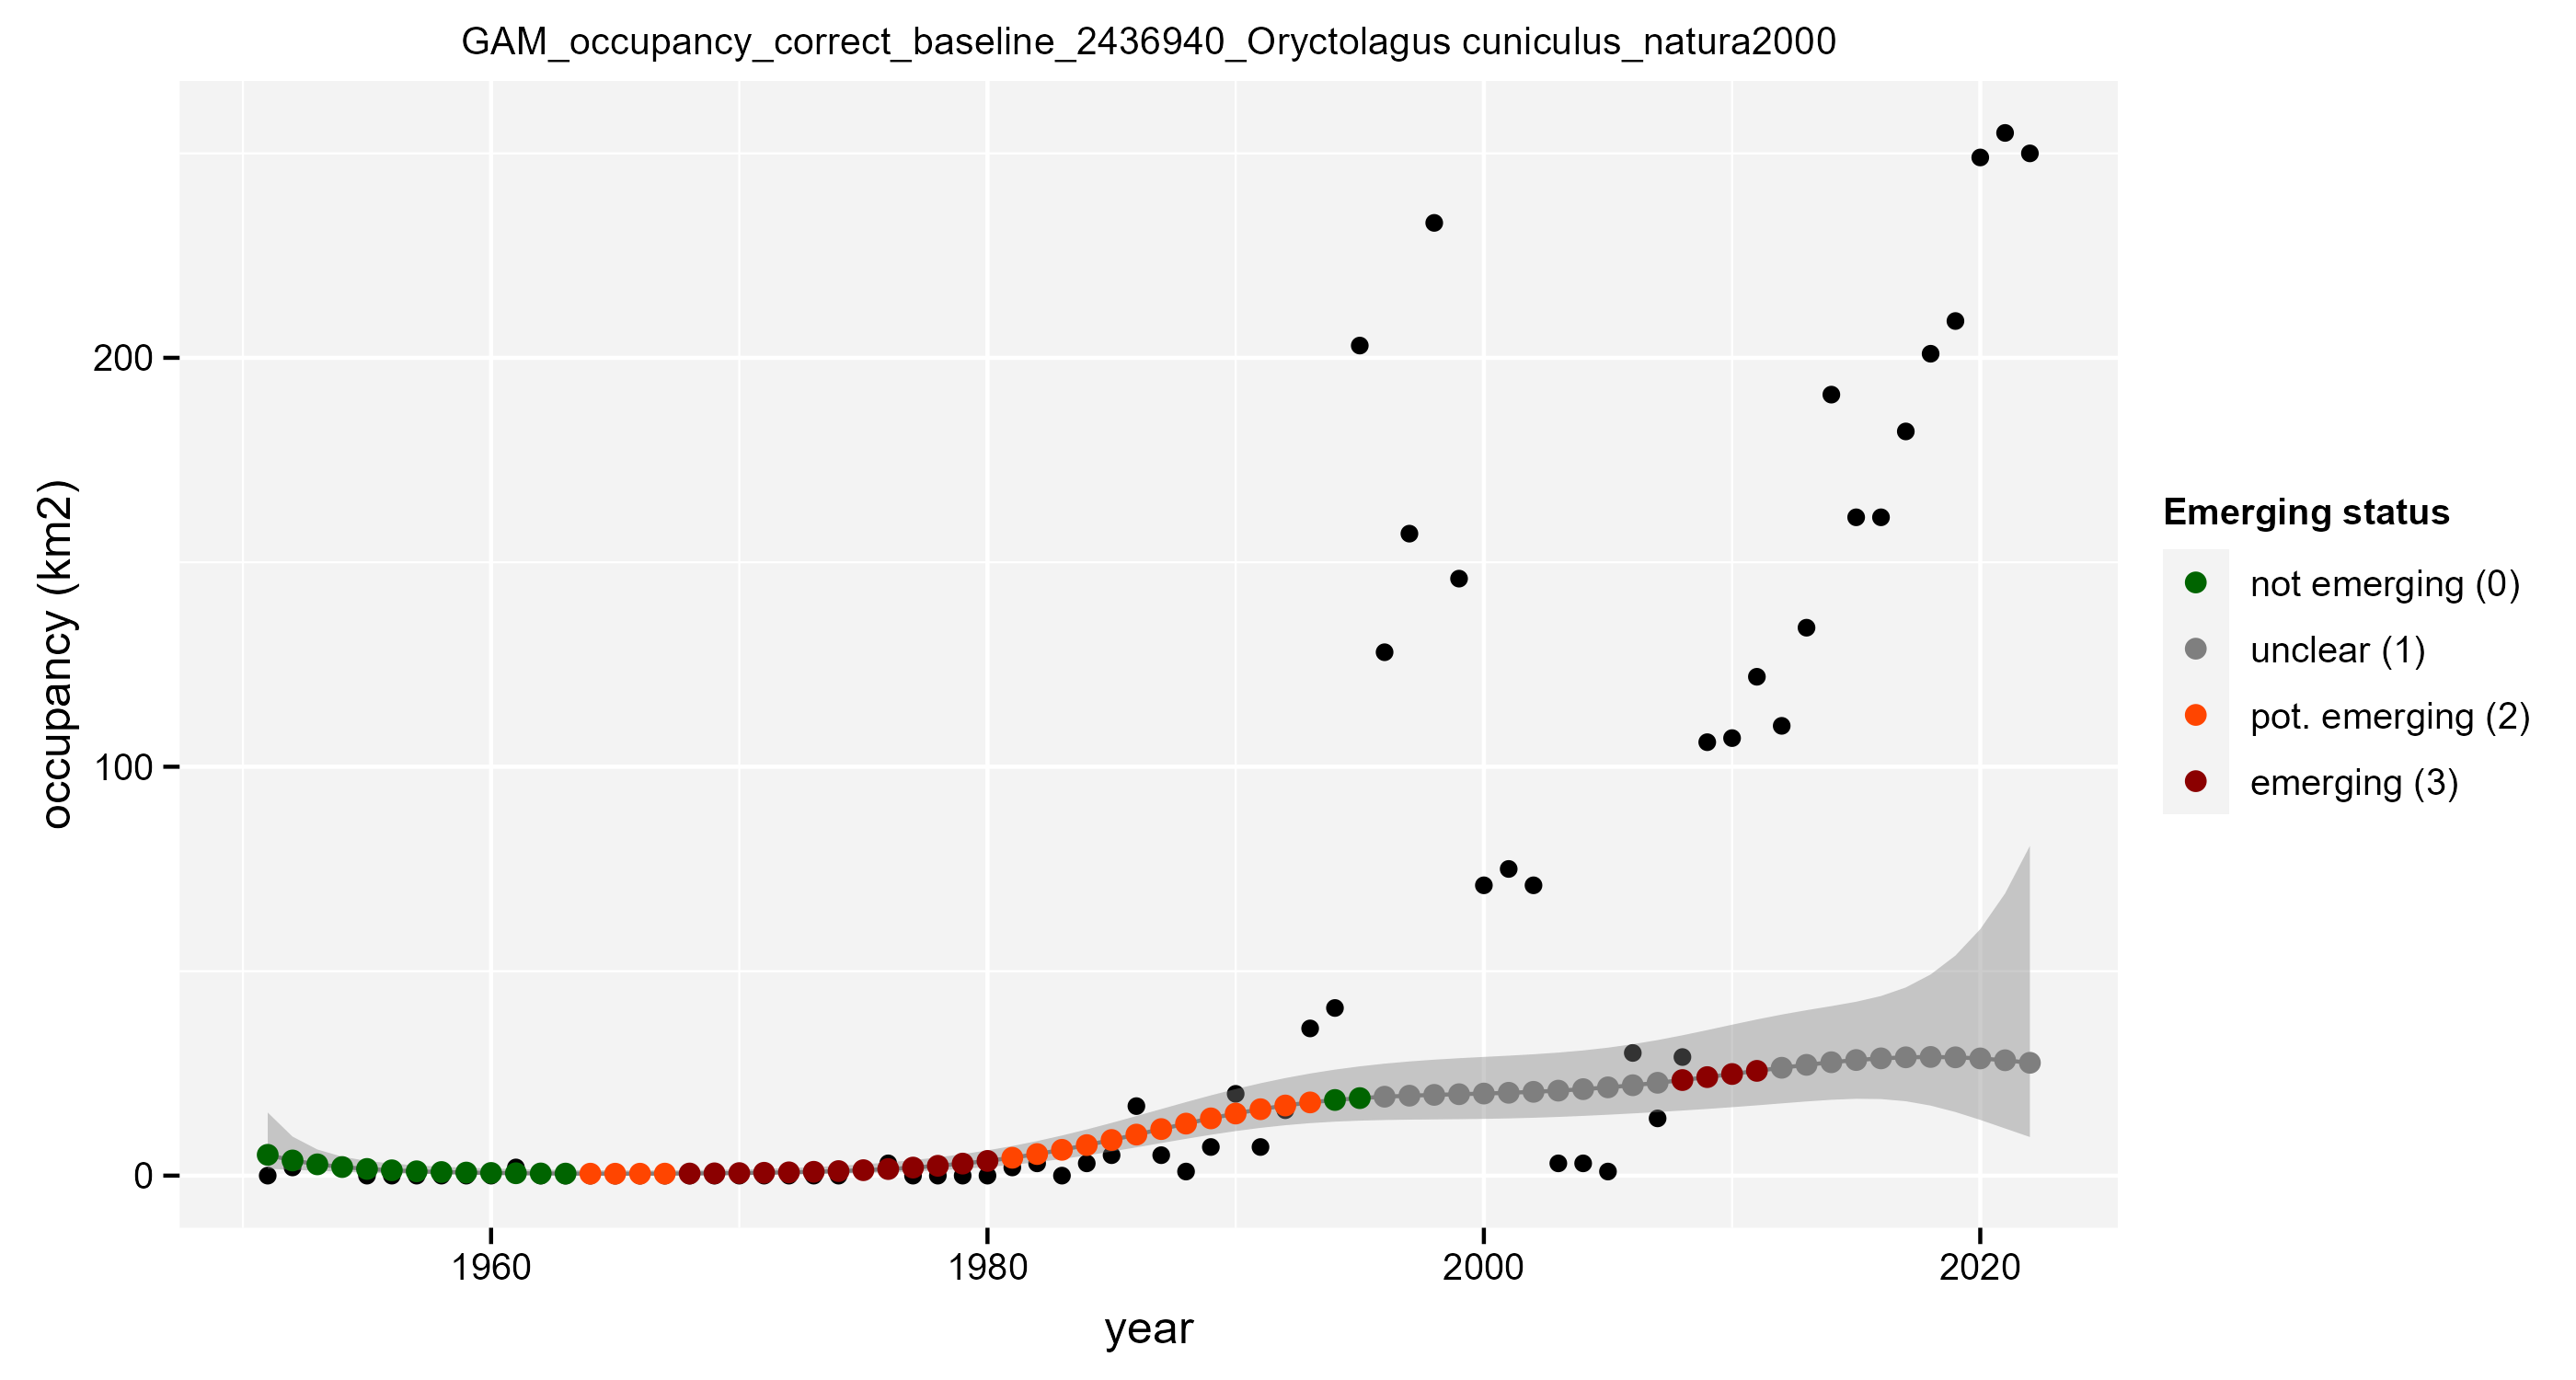 GAM_occupancy_correct_baseline_2436940_Oryctolagus cuniculus_natura2000
occupancy (km2)
200
100
0
1960
1980
2000
2020
year
Emerging status
not emerging (0)
unclear (1)
pot. emerging (2)
emerging (3)